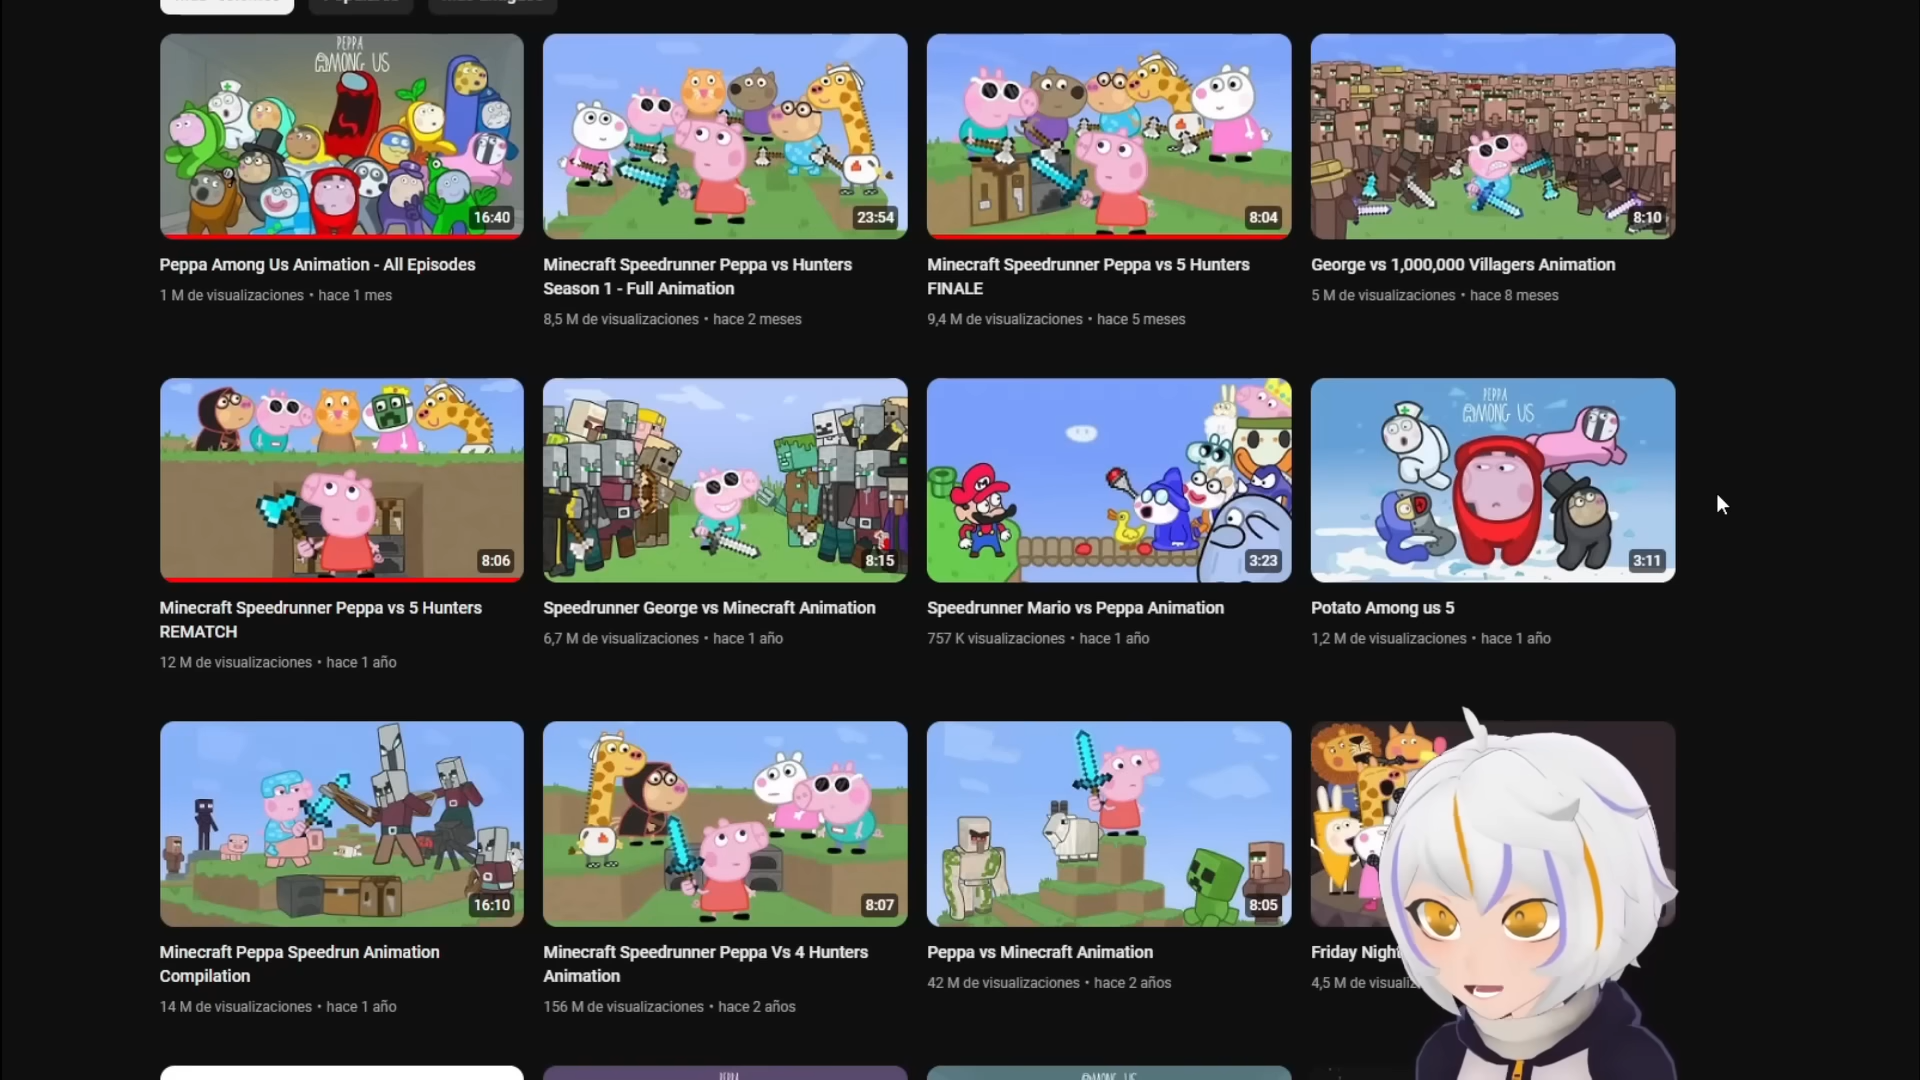 PEPPA
AMONG US
16:40
23:54
8:04
8:10
Peppa Among Us Animation - All Episodes
1 M de visualizaciones • hace 1 mes
Minecraft Speedrunner Peppa vs Hunters
Season 1 - Full Animation
8,5 M de visualizaciones • hace 2 meses
Minecraft Speedrunner Peppa vs 5 Hunters
FINALE
9,4 M de visualizaciones • hace 5 meses
George vs 1,000,000 Villagers Animation
5 M de visualizaciones • hace 8 meses
PEPPA
AMONG US
8:06
8:15
3:23
3:11
Minecraft Speedrunner Peppa vs 5 Hunters
REMATCH
12 M de visualizaciones • hace 1 año
Speedrunner George vs Minecraft Animation
6,7 M de visualizaciones • hace 1 año
Speedrunner Mario vs Peppa Animation
757 K visualizaciones • hace 1 año
Potato Among us 5
1,2 M de visualizaciones • hace 1 año
16:10
8:07
8:05
Minecraft Peppa Speedrun Animation
Compilation
14 M de visualizaciones • hace 1 año
Minecraft Speedrunner Peppa Vs 4 Hunters
Animation
156 M de visualizaciones • hace 2 años
Peppa vs Minecraft Animation
42 M de visualizaciones • hace 2 años
Friday Night
4,5 M de